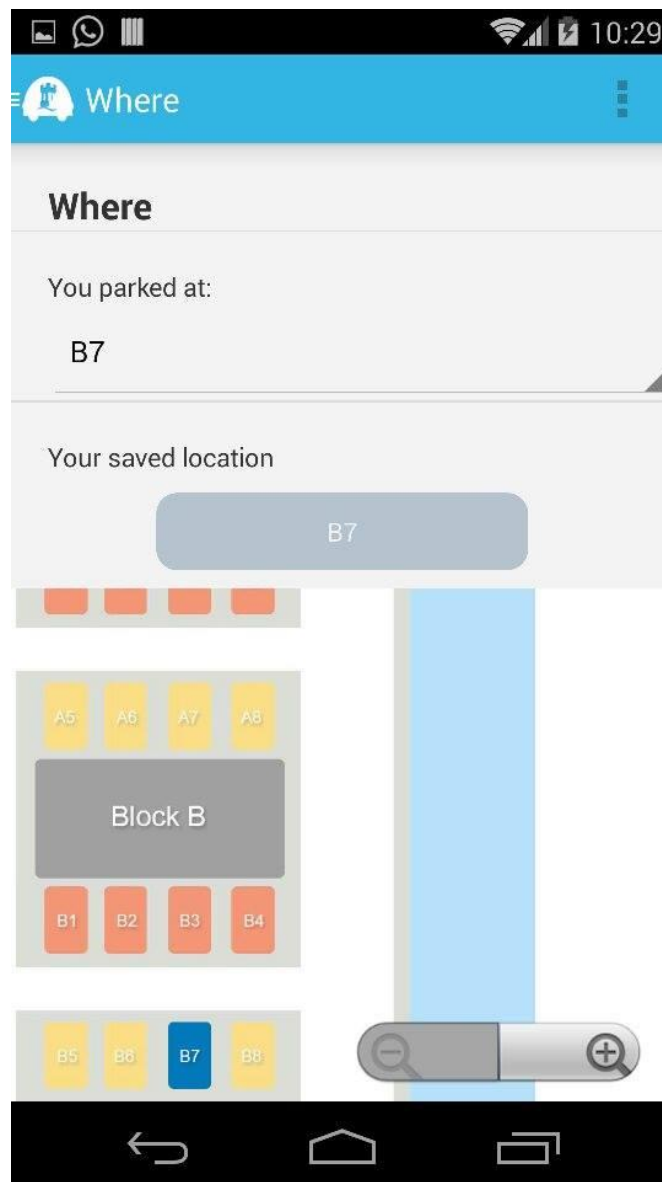 10:29
Where
Where
You parked at:
B7
Your saved location
B7
A5 A6 A7 A8
Block B
B1 B2 B3 B4
B5 B6 B7 B8